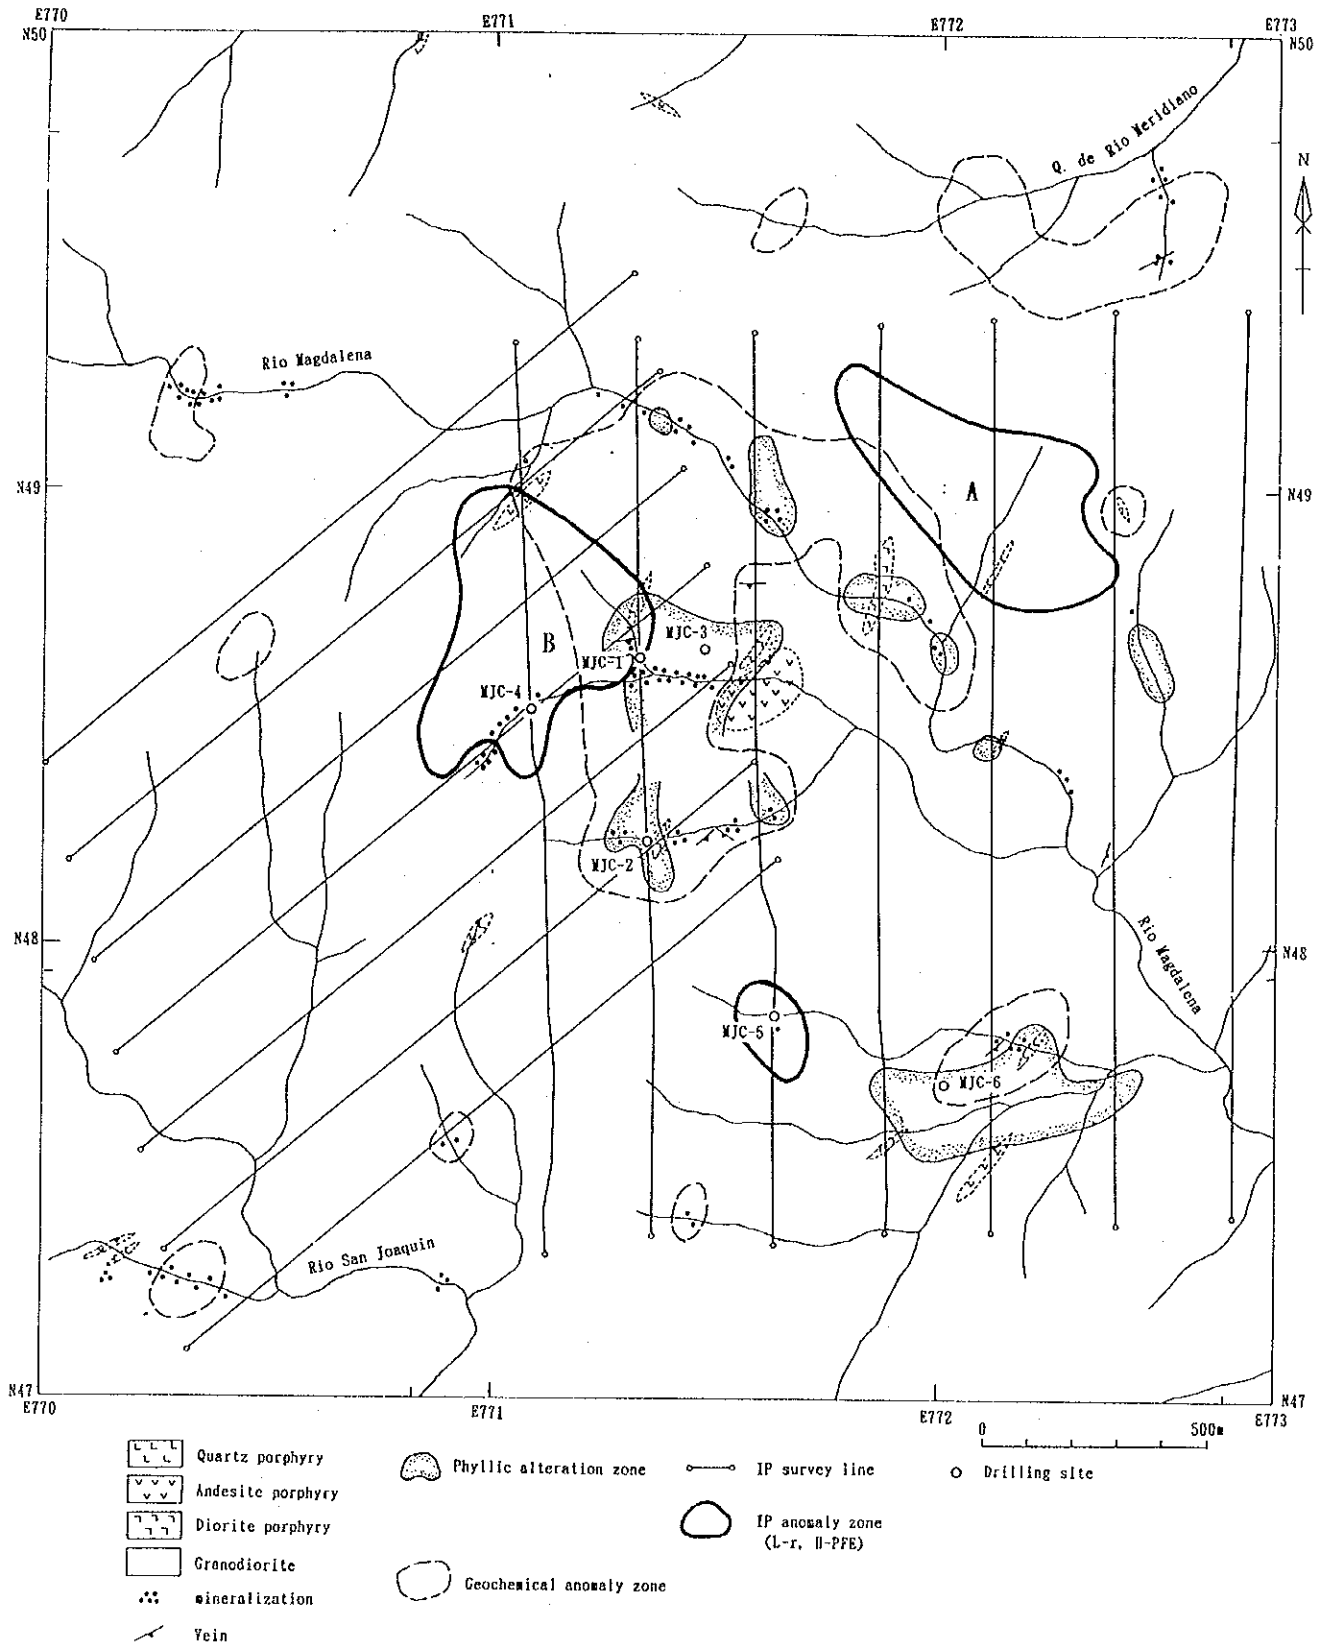 E770
E771
E772
E773
N50
N50
Q. de Rio Meridiano
N
Rio Magdalena
N49
A
N49
B
MJC-3
MJC-1
MJC-4
MJC-2
N48
Rio Magdalena
N48
MJC-5
MJC-6
Rio San Joaquin
N47
N47
E770
E771
E772
E773
0 500m
Quartz porphyry
Phyllic alteration zone
IP survey line
Drilling site
Andesite porphyry
Diorite porphyry
IP anomaly zone
(L-r, H-PFE)
Granodiorite
Geochemical anomaly zone
mineralization
Vein